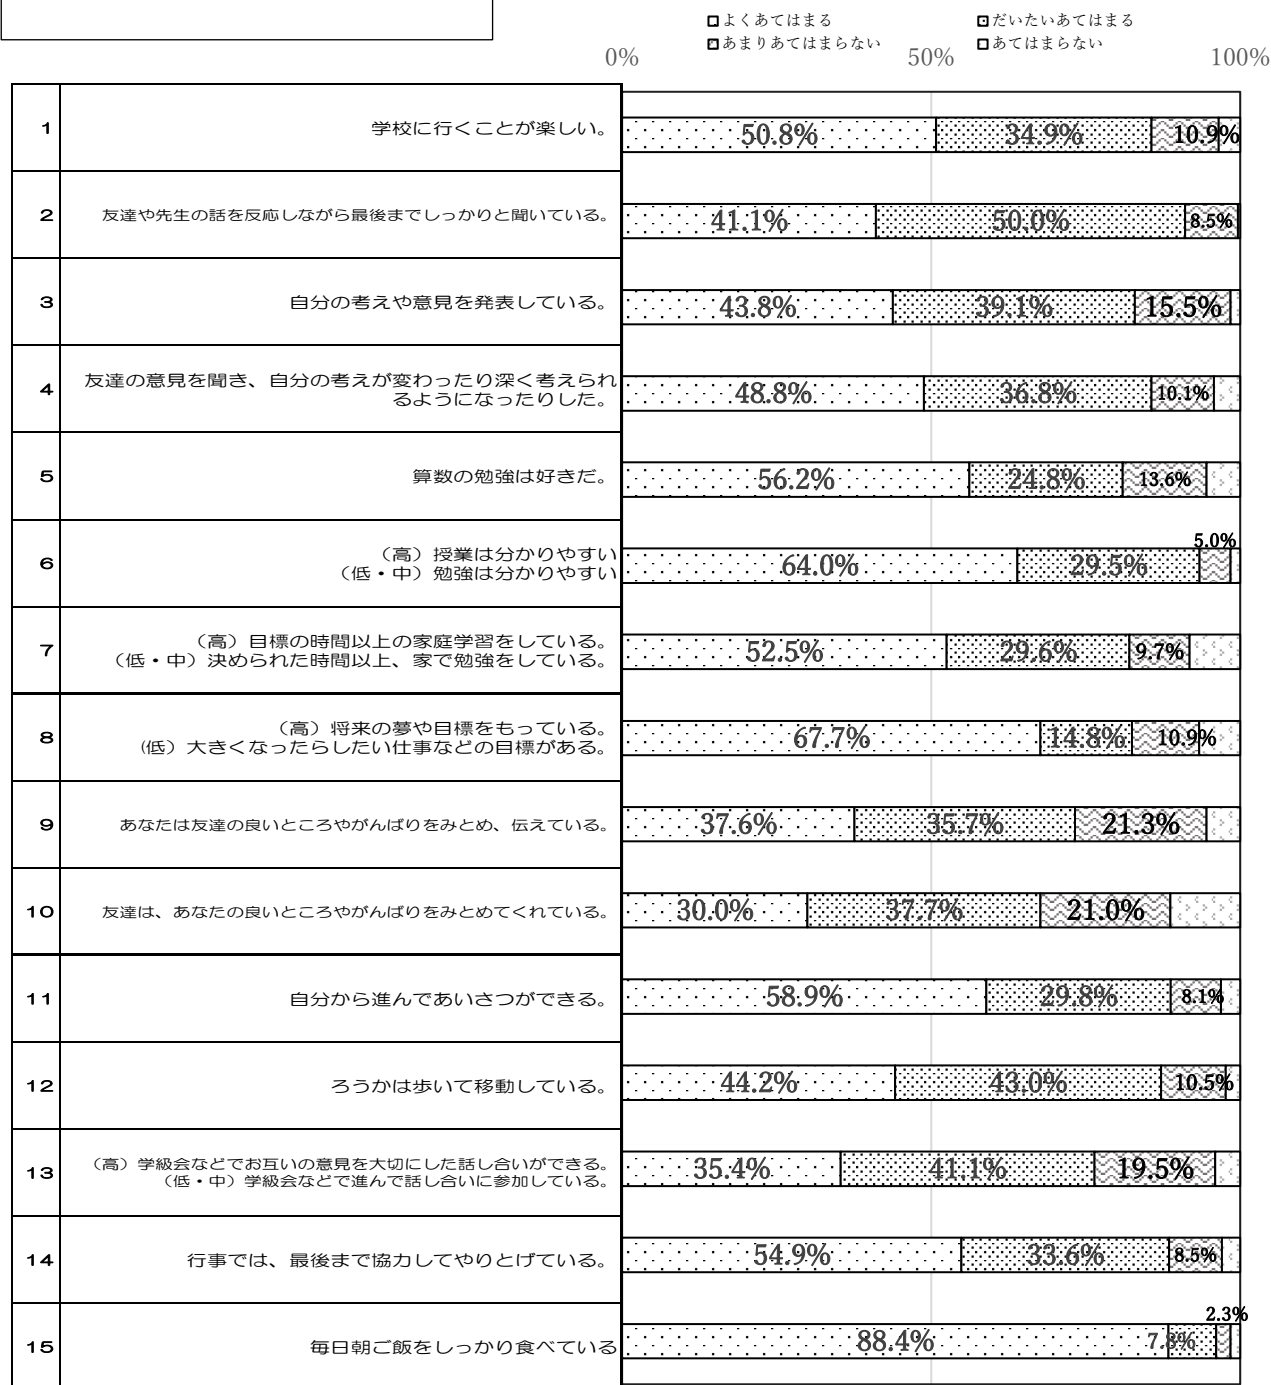 □よくあてはまる □だいたいあてはまる
□あまりあてはまらない □あてはまらない
0% 50% 100%
1 学校に行くことが楽しい。 50.8% 34.9% 10.9%
2 友達や先生の話を反応しながら最後までしっかりと聞いている。 41.1% 50.0% 8.5%
3 自分の考えや意見を発表している。 43.8% 39.1% 15.5%
4 友達の意見を聞き、自分の考えが変わったり深く考えられ
るようになったりした。 48.8% 36.8% 10.1%
5 算数の勉強は好きだ。 56.2% 24.8% 13.6%
6 （高）授業は分かりやすい
（低・中）勉強は分かりやすい 64.0% 29.5% 5.0%
7 （高）目標の時間以上の家庭学習をしている。
（低・中）決められた時間以上、家で勉強をしている。 52.5% 29.6% 9.7%
8 （高）将来の夢や目標をもっている。
（低）大きくなったらしたい仕事などの目標がある。 67.7% 14.8% 10.9%
9 あなたは友達の良いところやがんばりをみとめ、伝えている。 37.6% 35.7% 21.3%
10 友達は、あなたの良いところやがんばりをみとめてくれている。 30.0% 37.7% 21.0%
11 自分から進んであいさつができる。 58.9% 29.8% 8.1%
12 ろうかは歩いて移動している。 44.2% 43.0% 10.5%
13 （高）学級会などでお互いの意見を大切にした話し合いができる。
（低・中）学級会などで進んで話し合いに参加している。 35.4% 41.1% 19.5%
14 行事では、最後まで協力してやりとげている。 54.9% 33.6% 8.5%
15 毎日朝ご飯をしっかり食べている 88.4% 7.8% 2.3%